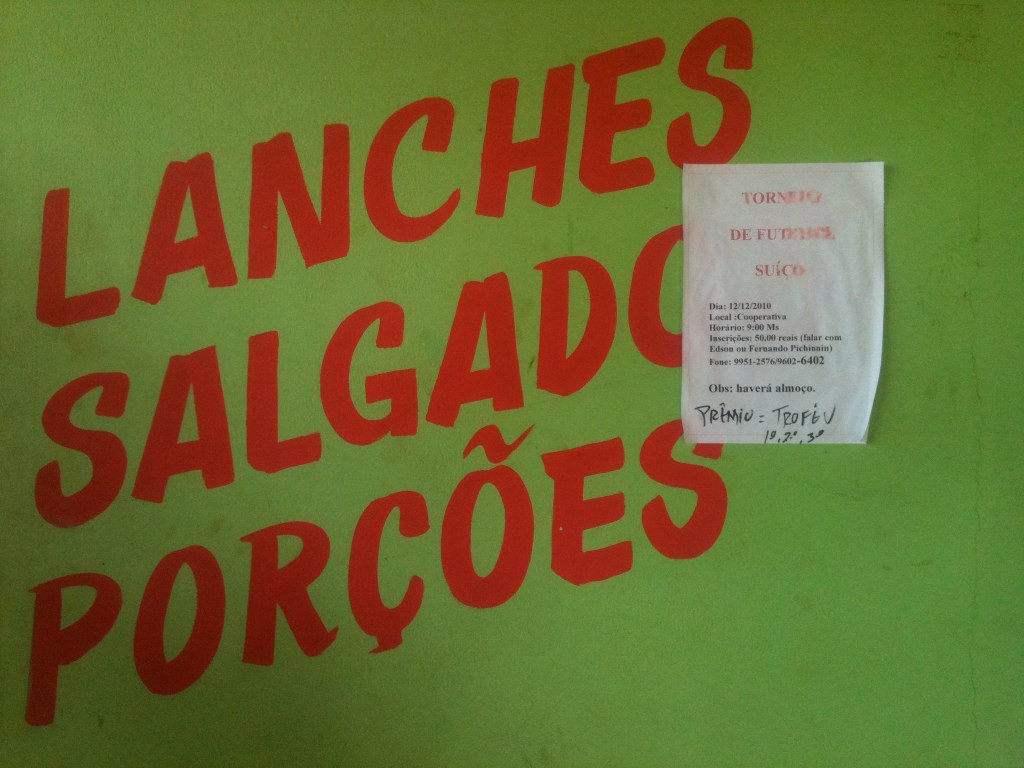 LANCHES
SALGADO
PORÇÕES
TORNEIO
DE FUTEBOL
SUÍCO
Dia: 12/12/2010
Local :Cooperativa
Horário: 9:00 Ms
Inscrições: 50,00 reais (falar com
Edson ou Fernando Pichinnin)
Fone: 9951-2576/9602-6402
Obs: haverá almoço.
PRÊMIO = TROFÉU
1º, 2º, 3º